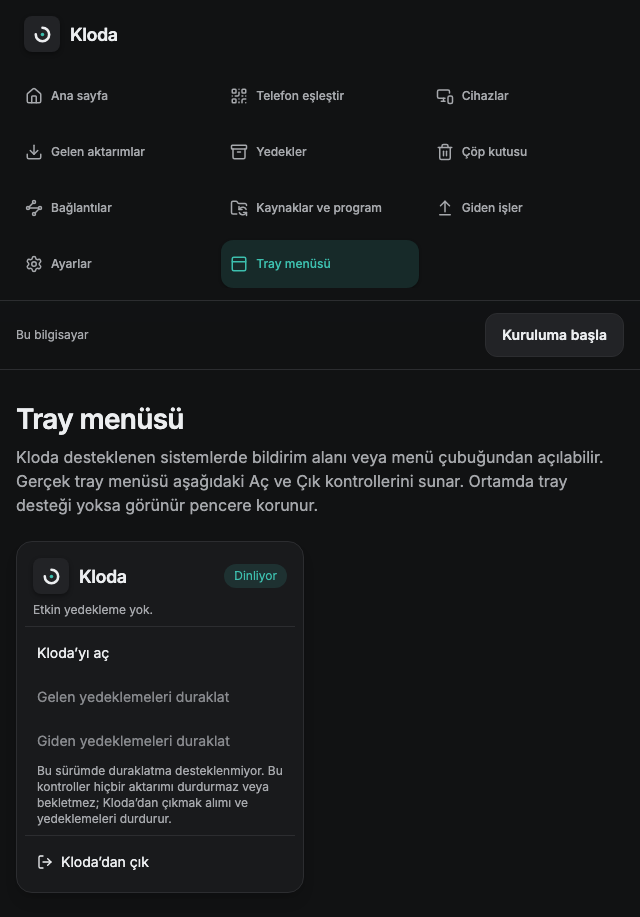 Kloda
Ana sayfa
Telefon eşleştir
Cihazlar
Gelen aktarımlar
Yedekler
Çöp kutusu
Bağlantılar
Kaynaklar ve program
Giden işler
Ayarlar
Tray menüsü
Bu bilgisayar
Kuruluma başla
Tray menüsü
Kloda desteklenen sistemlerde bildirim alanı veya menü çubuğundan açılabilir.
Gerçek tray menüsü aşağıdaki Aç ve Çık kontrollerini sunar. Ortamda tray
desteği yoksa görünür pencere korunur.
Kloda
Dinliyor
Etkin yedekleme yok.
Kloda’yı aç
Gelen yedeklemeleri duraklat
Giden yedeklemeleri duraklat
Bu sürümde duraklatma desteklenmiyor. Bu
kontroller hiçbir aktarımı durdurmaz veya
bekletmez; Kloda’dan çıkmak alımı ve
yedeklemeleri durdurur.
Kloda’dan çık